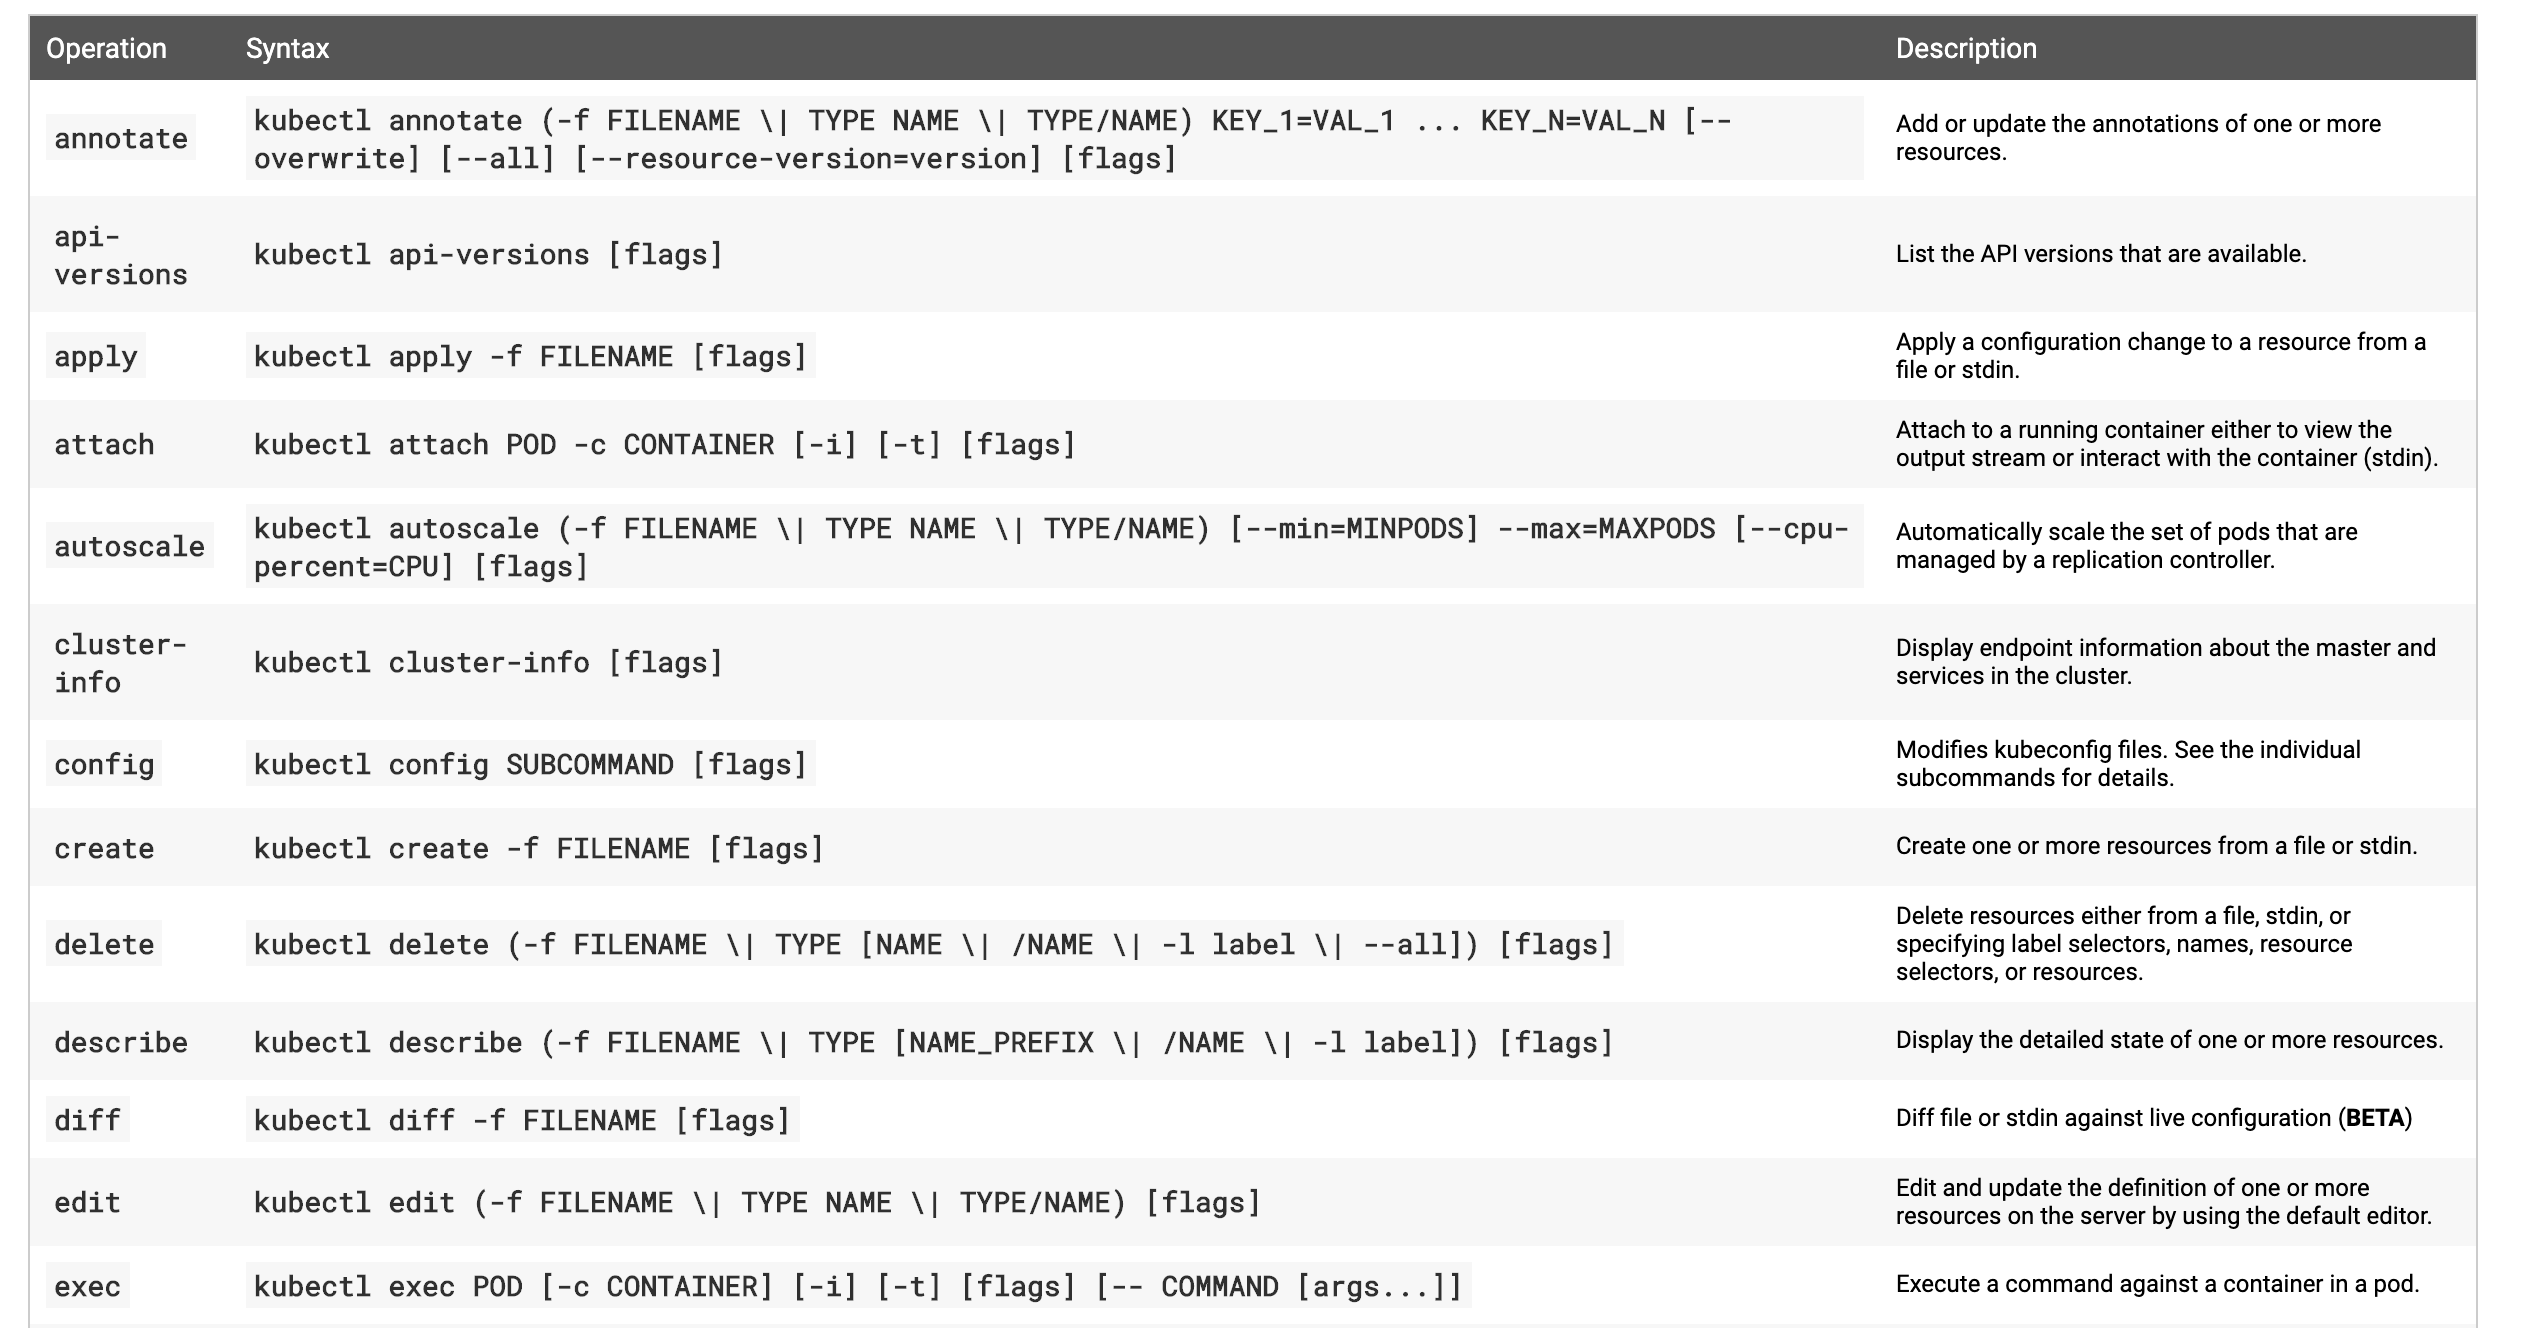 Operation Syntax Description
annotate
kubectl annotate (-f FILENAME \| TYPE NAME \| TYPE/NAME) KEY_1=VAL_1 ... KEY_N=VAL_N [--
overwrite] [--all] [--resource-version=version] [flags]
Add or update the annotations of one or more
resources.
api-
versions
kubectl api-versions [flags]
List the API versions that are available.
apply
kubectl apply -f FILENAME [flags]
Apply a configuration change to a resource from a
file or stdin.
attach
kubectl attach POD -c CONTAINER [-i] [-t] [flags]
Attach to a running container either to view the
output stream or interact with the container (stdin).
autoscale
kubectl autoscale (-f FILENAME \| TYPE NAME \| TYPE/NAME) [--min=MINPODS] --max=MAXPODS [--cpu-
percent=CPU] [flags]
Automatically scale the set of pods that are
managed by a replication controller.
cluster-
info
kubectl cluster-info [flags]
Display endpoint information about the master and
services in the cluster.
config
kubectl config SUBCOMMAND [flags]
Modifies kubeconfig files. See the individual
subcommands for details.
create
kubectl create -f FILENAME [flags]
Create one or more resources from a file or stdin.
delete
kubectl delete (-f FILENAME \| TYPE [NAME \| /NAME \| -l label \| --all]) [flags]
Delete resources either from a file, stdin, or
specifying label selectors, names, resource
selectors, or resources.
describe
kubectl describe (-f FILENAME \| TYPE [NAME_PREFIX \| /NAME \| -l label]) [flags]
Display the detailed state of one or more resources.
diff
kubectl diff -f FILENAME [flags]
Diff file or stdin against live configuration (BETA)
edit
kubectl edit (-f FILENAME \| TYPE NAME \| TYPE/NAME) [flags]
Edit and update the definition of one or more
resources on the server by using the default editor.
exec
kubectl exec POD [-c CONTAINER] [-i] [-t] [flags] [-- COMMAND [args...]]
Execute a command against a container in a pod.